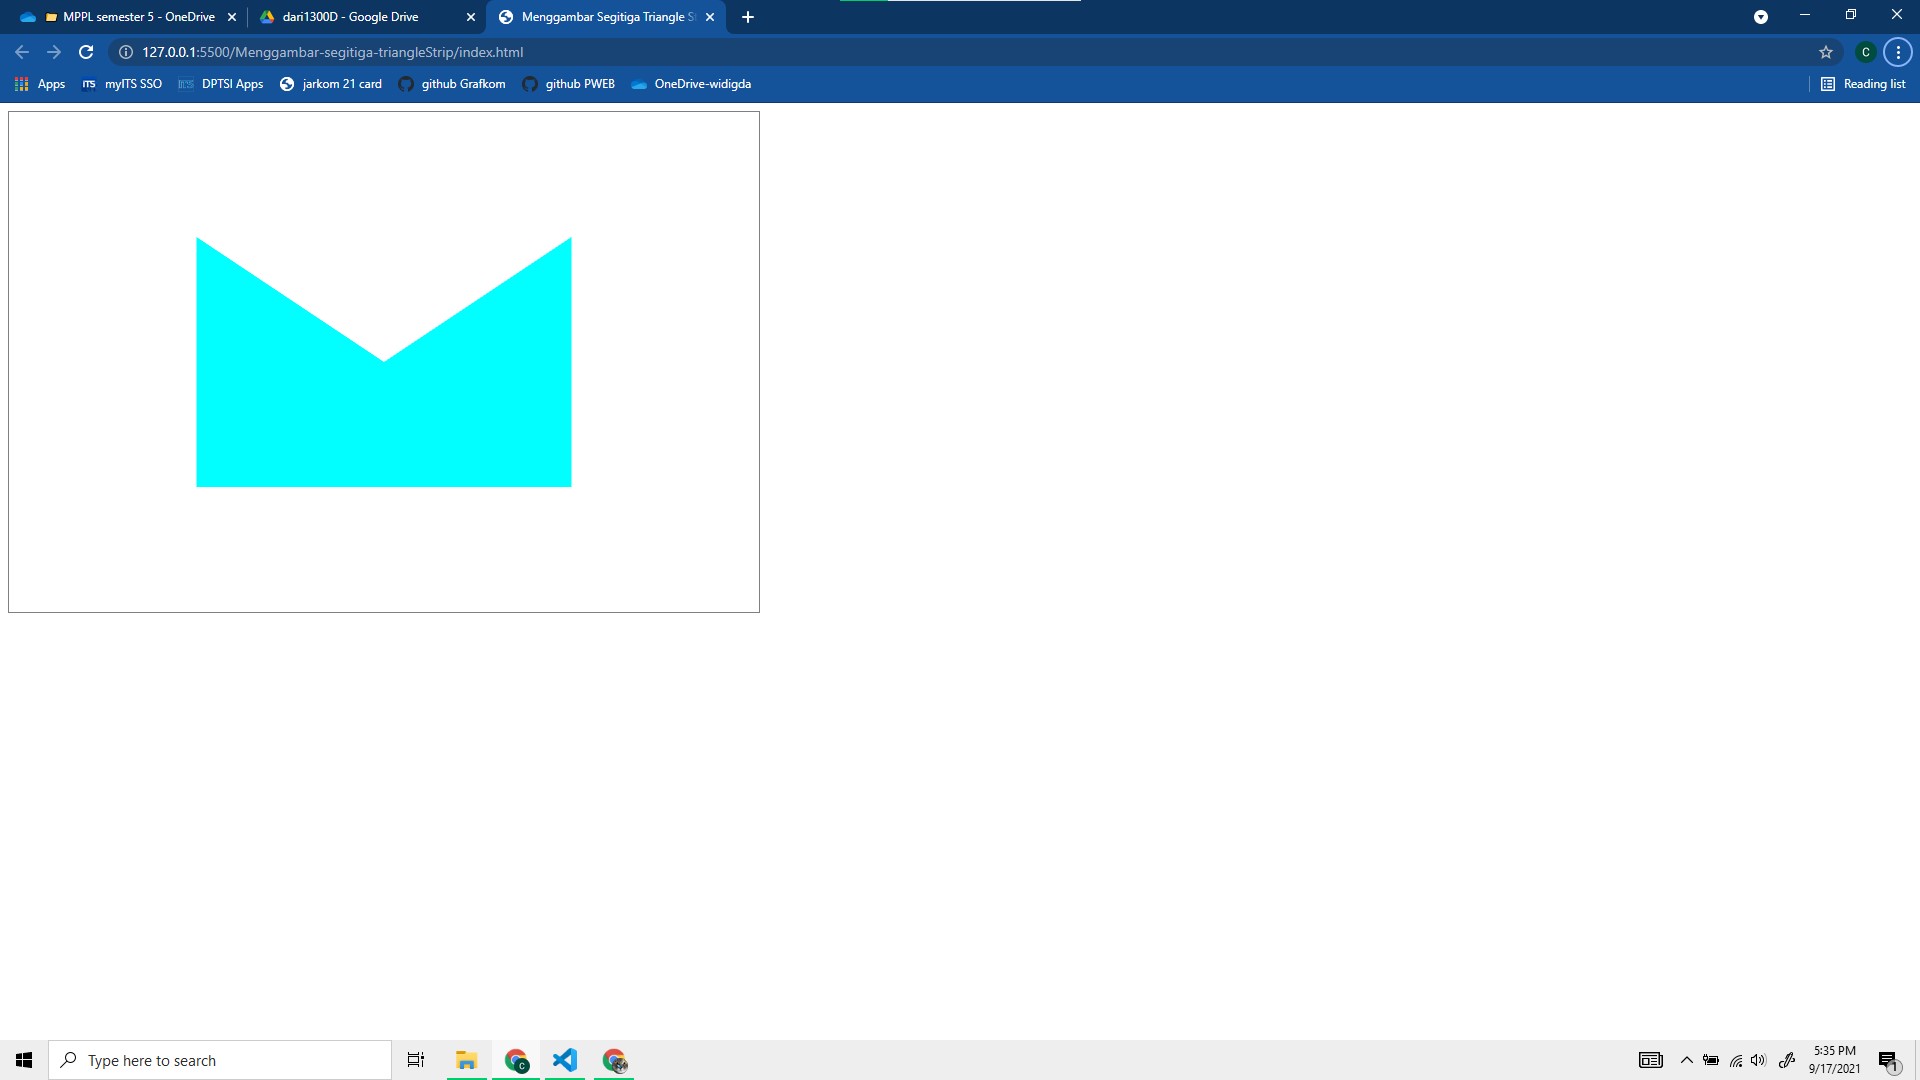 MPPL semester 5 - OneDrive
dari1300D - Google Drive
Menggambar Segitiga Triangle S
127.0.0.1:5500/Menggambar-segitiga-triangleStrip/index.html
C
Apps
ITS myITS SSO
DPTSI Apps
jarkom 21 card
github Grafkom
github PWEB
OneDrive-widigda
Reading list
Type here to search
C
5:35 PM
9/17/2021
1